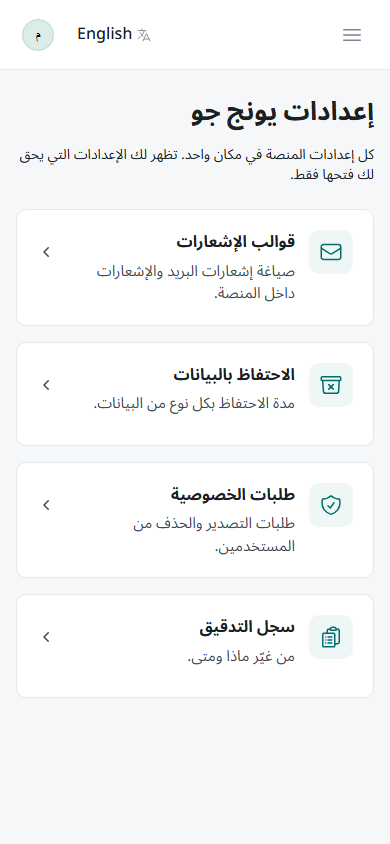 English
م
إعدادات يونج جو
كل إعدادات المنصة في مكان واحد. تظهر لك الإعدادات التي يحق
لك فتحها فقط.
قوالب الإشعارات
صياغة إشعارات البريد والإشعارات
داخل المنصة.
الاحتفاظ بالبيانات
مدة الاحتفاظ بكل نوع من البيانات.
طلبات الخصوصية
طلبات التصدير والحذف من
المستخدمين.
سجل التدقيق
من غيّر ماذا ومتى.